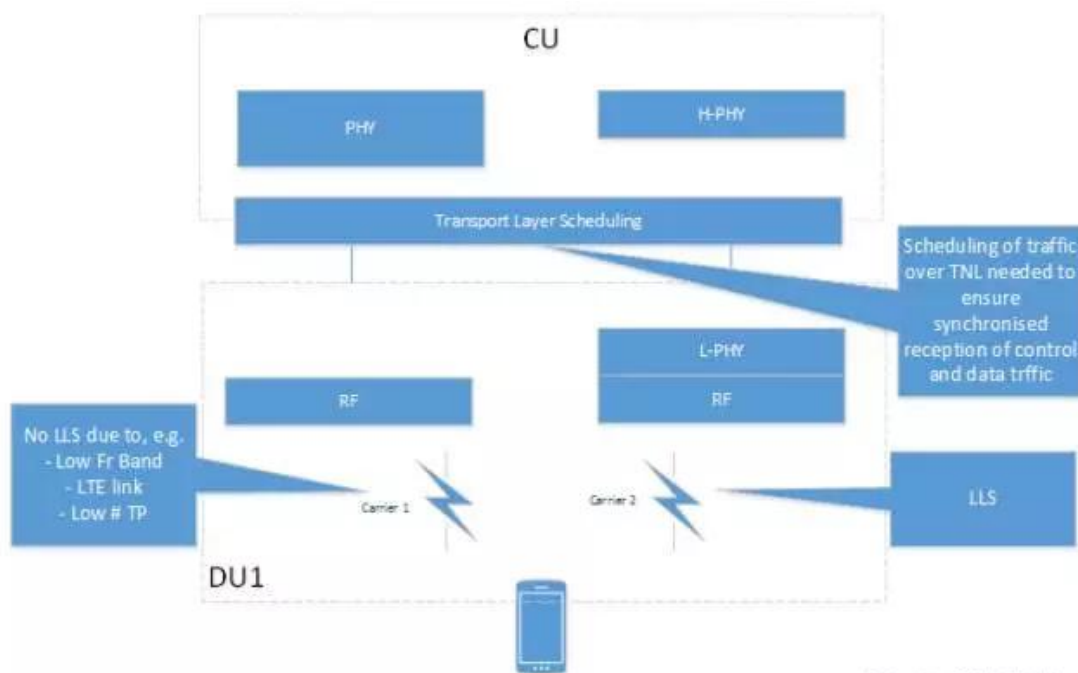 CU
PHY
H-PHY
Transport Layer Scheduling
Scheduling of traffic
over TNL needed to
ensure
synchronised
reception of control
and data trffic
L-PHY
RF
RF
No LLS due to, e.g.
- Low Fr Band
- LTE link
- Low # TP
Carrier 1
Carrier 2
LLS
DU1